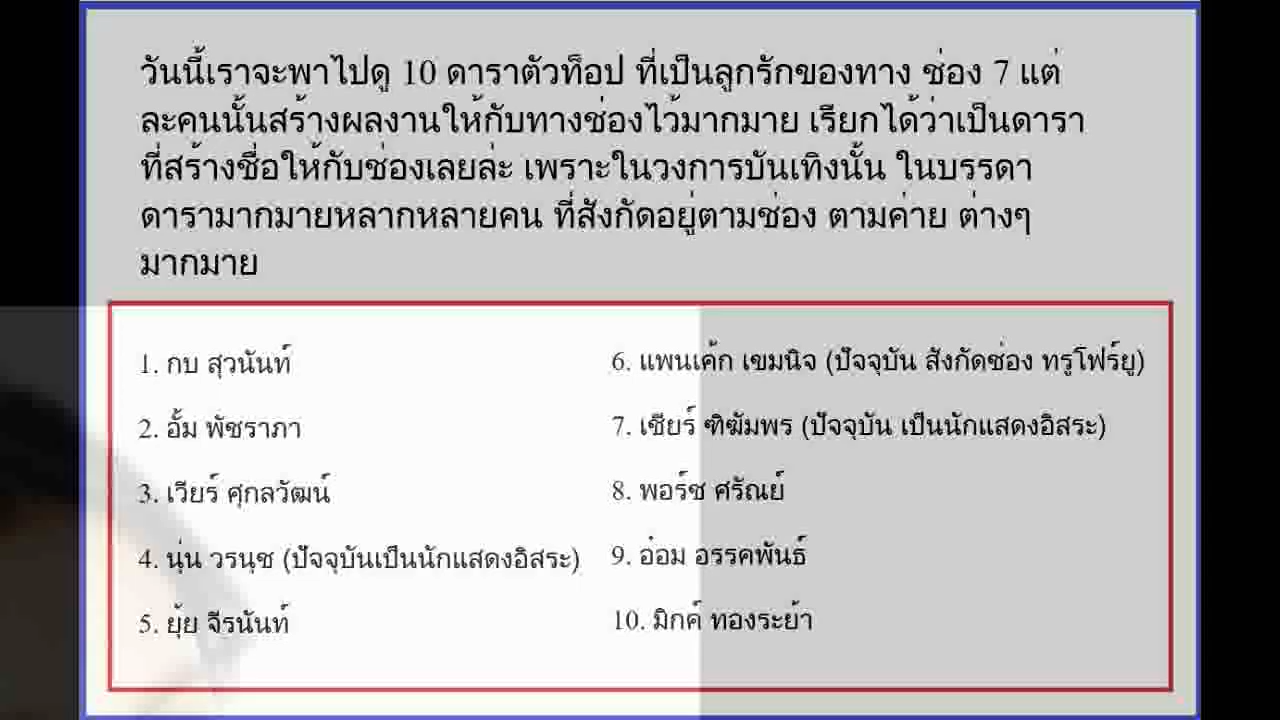 วันนี้เราจะพาไปดู 10 ดาราตัวท็อป ที่เป็นลูกรักของทาง ช่อง 7 แต่
ละคนนั้นสร้างผลงานให้กับทางช่องไว้มากมาย เรียกได้ว่าเป็นดารา
ที่สร้างชื่อให้กับช่องเลยล่ะ เพราะในวงการบันเทิงนั้น ในบรรดา
ดารามากมายหลากหลายคน ที่สังกัดอยู่ตามช่อง ตามค่าย ต่างๆ
มากมาย
1. กบ สุวนันท์
2. อั้ม พัชราภา
3. เวียร์ ศุกลวัฒน์
4. นุ่น วรนุช (ปัจจุบันเป็นนักแสดงอิสระ)
5. ยุ้ย จีรนันท์
6. แพนเค้ก เขมนิจ (ปัจจุบัน สังกัดช่อง ทรูโฟร์ยู)
7. เชียร์ ฑิฆัมพร (ปัจจุบัน เป็นนักแสดงอิสระ)
8. พอร์ช ศรัณย์
9. อ๋อม อรรคพันธ์
10. มิกค์ ทองระย้า